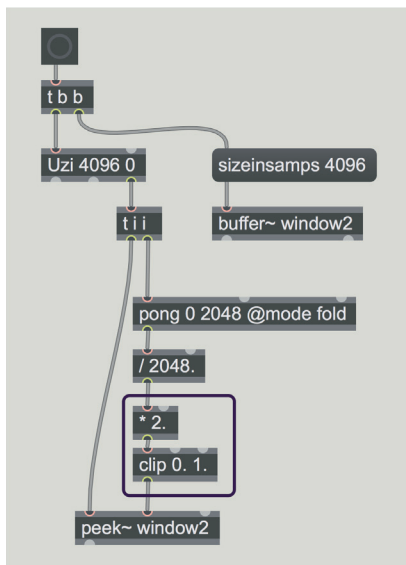 t b b
Uzi 4096 0
sizeinsamps 4096
t i i
buffer~ window2
pong 0 2048 @mode fold
/ 2048.
* 2.
clip 0. 1.
peek~ window2